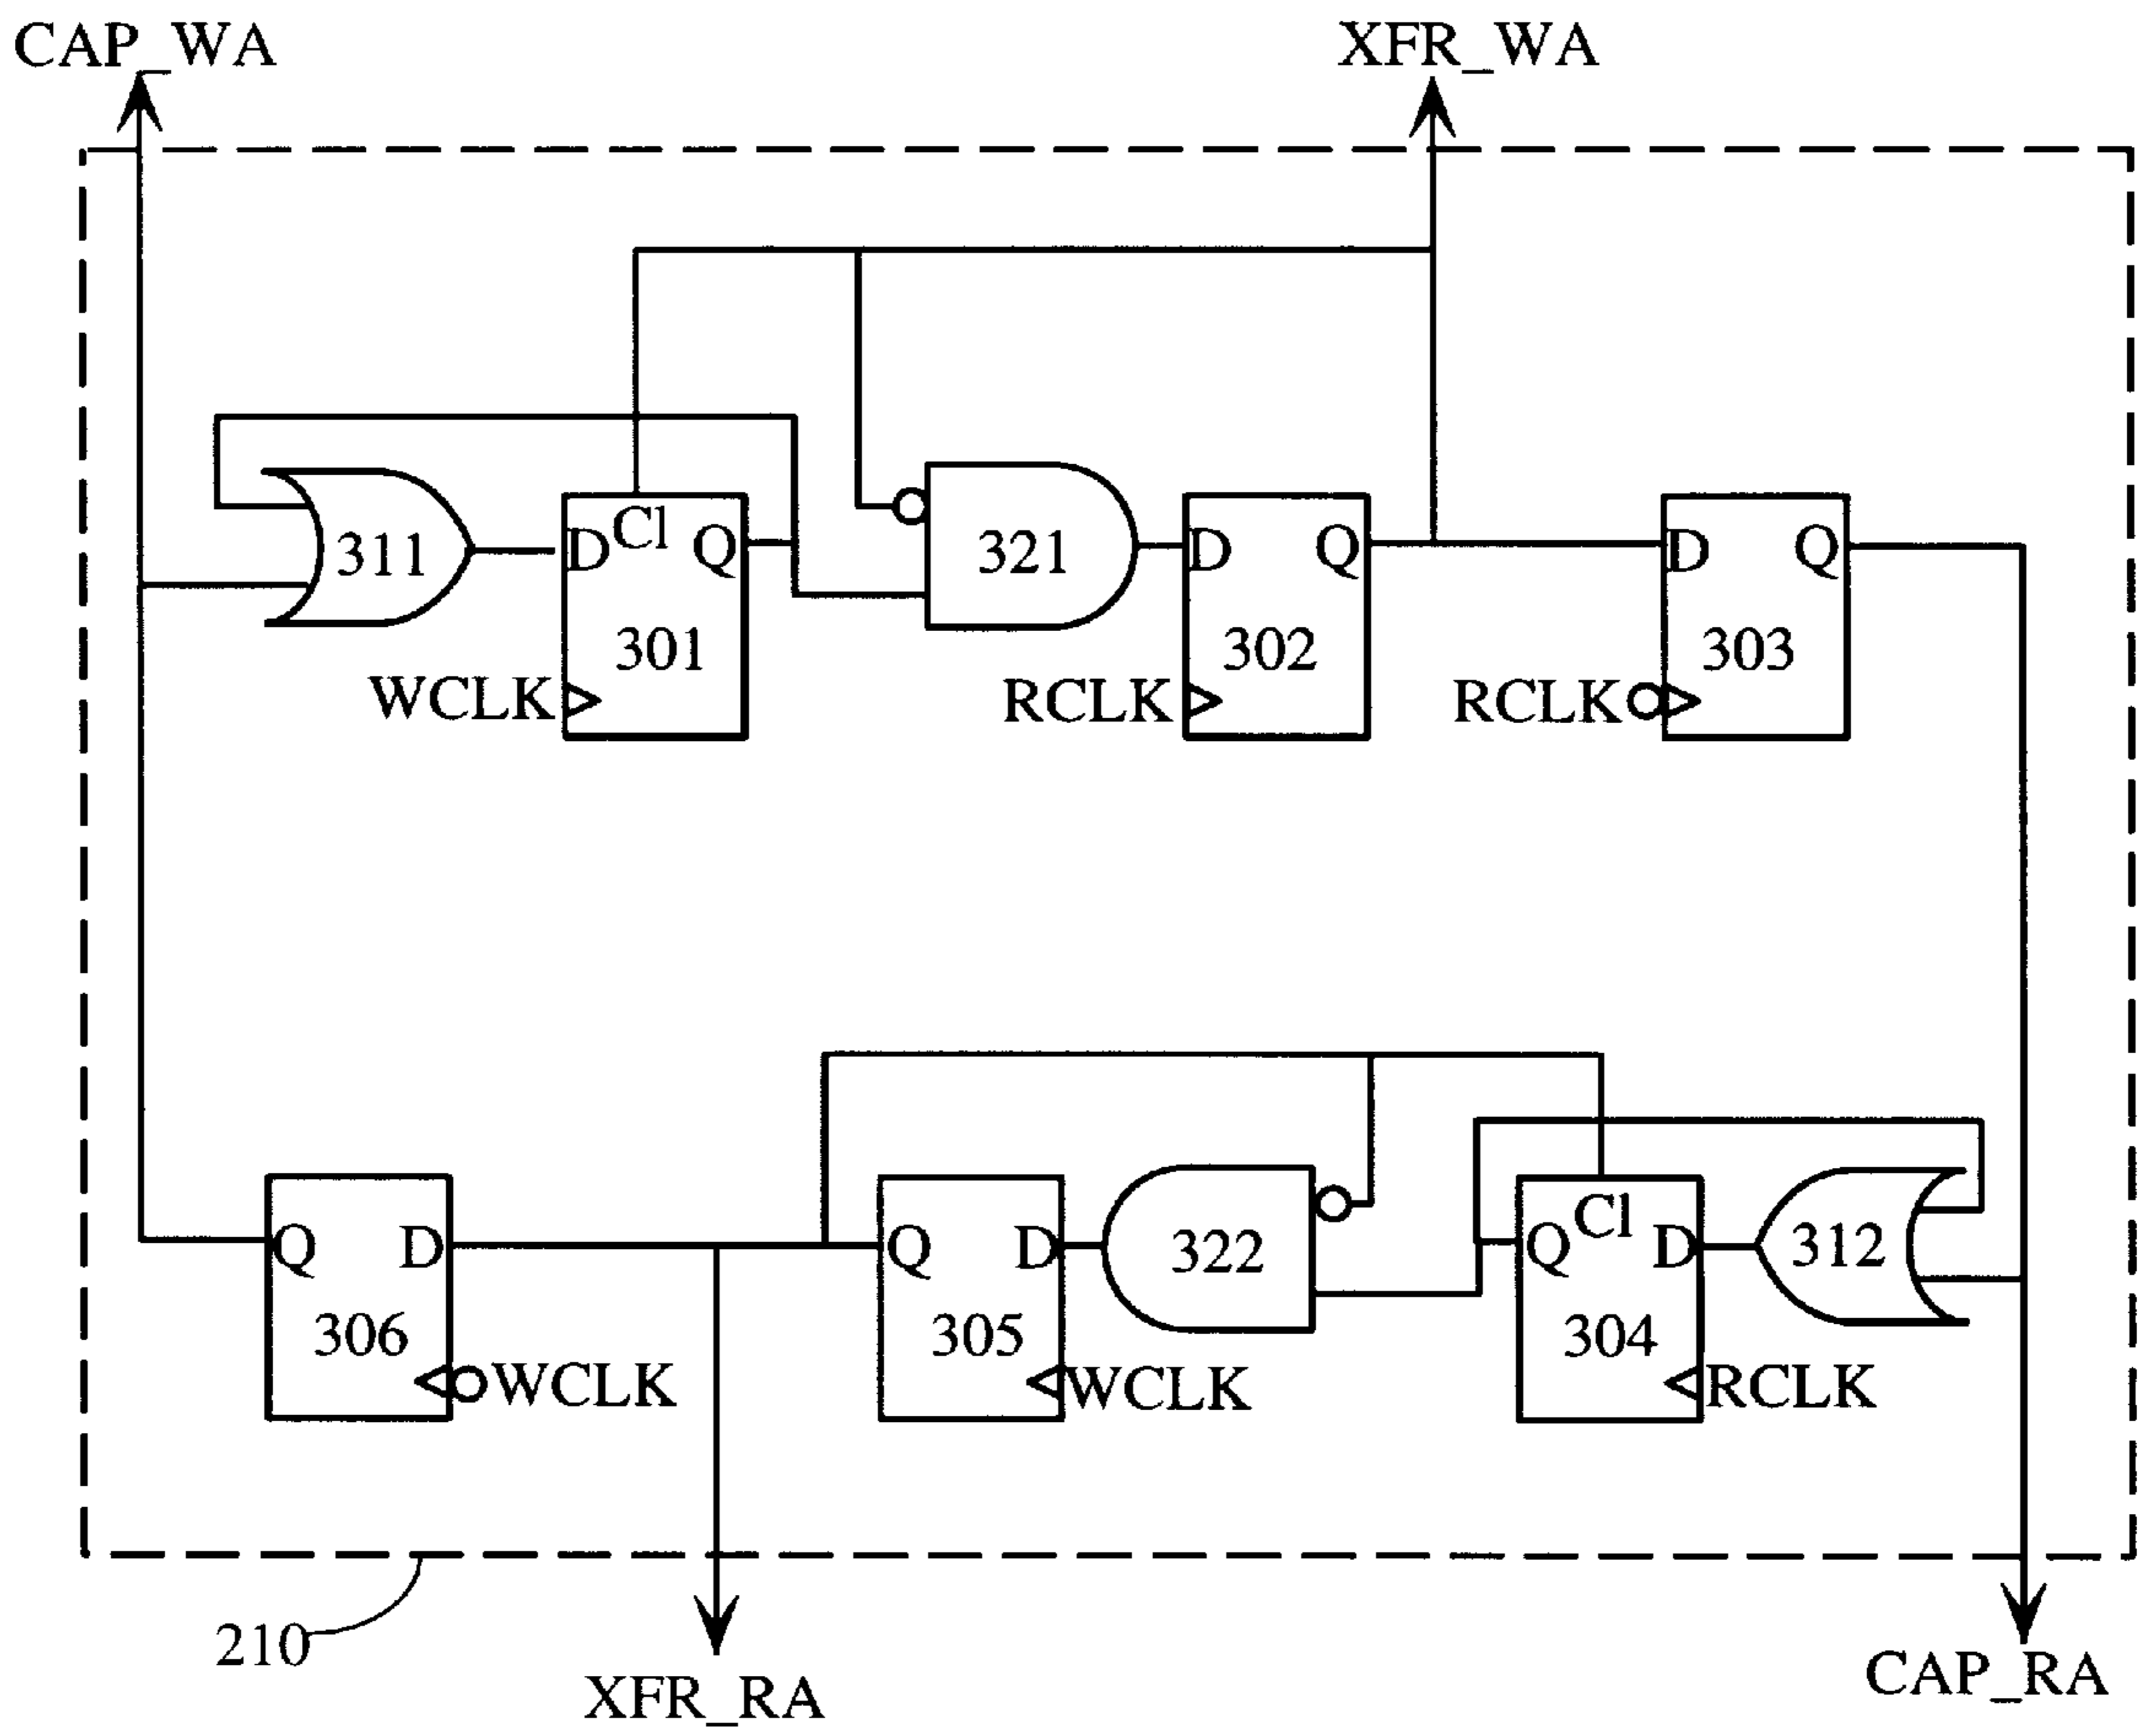 CAP_WA
XFR_WA
311
D
Cl
Q
301
WCLK
321
D
Q
302
RCLK
D
Q
303
RCLK
Q
D
306
WCLK
Q
D
305
WCLK
322
Q
Cl
D
304
RCLK
312
210
XFR_RA
CAP_RA